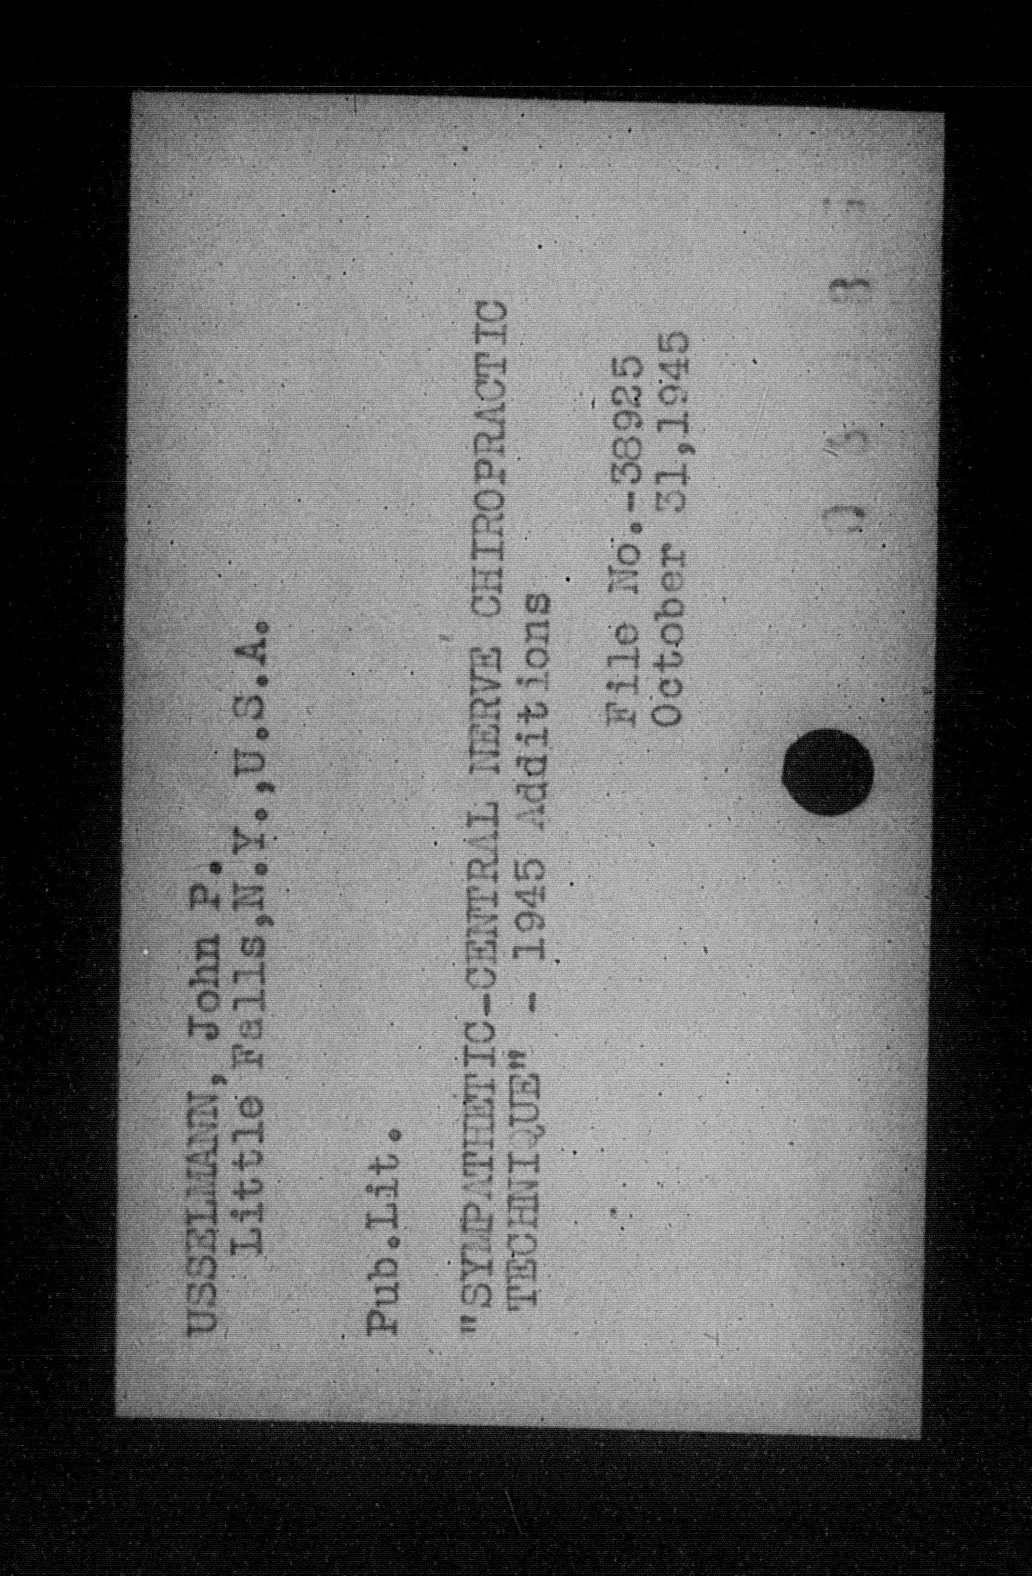 USSELMANN, John P.
Little Falls,N.Y.,U.S.A.
Pub.Lit.
"SYMPATHETIC-CENTRAL NERVE CHIROPRACTIC
TECHNIQUE" - 1945 Additions
File No.-38925
October 31,1945